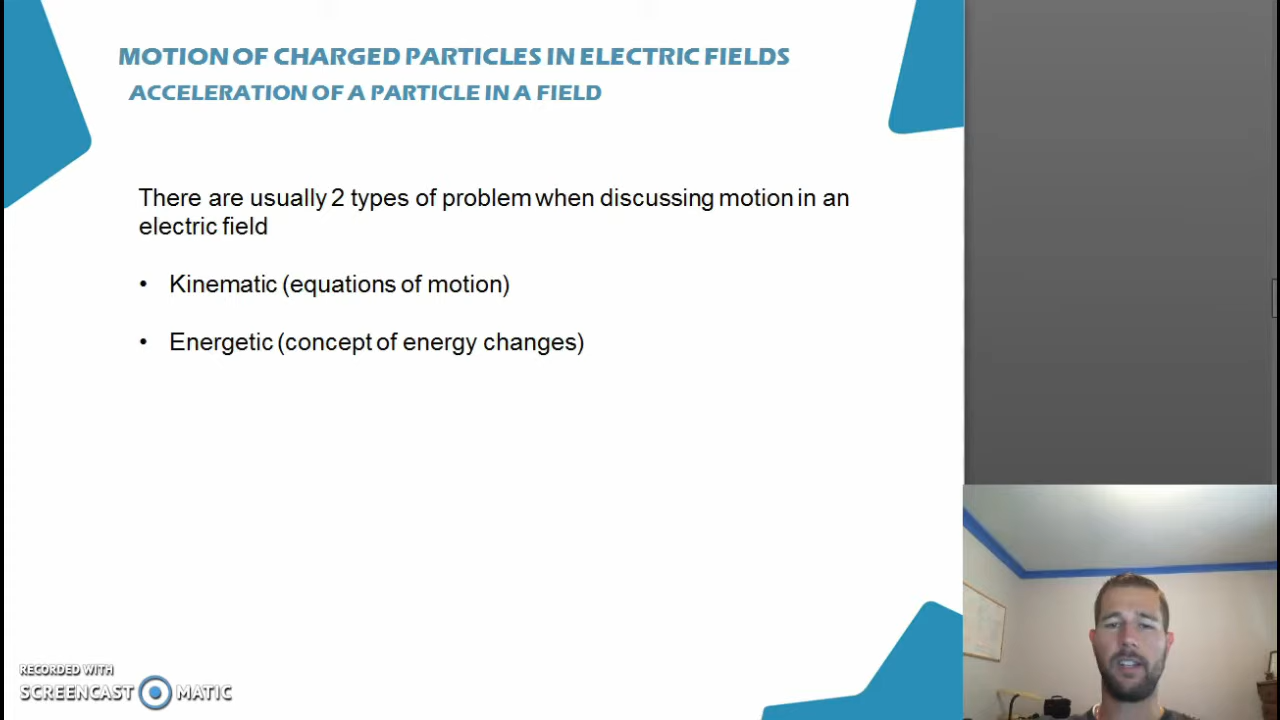 MOTION OF CHARGED PARTICLES IN ELECTRIC FIELDS
ACCELERATION OF A PARTICLE IN A FIELD
There are usually 2 types of problem when discussing motion in an
electric field
• Kinematic (equations of motion)
• Energetic (concept of energy changes)
RECORDED WITH
SCREENCAST MATIC